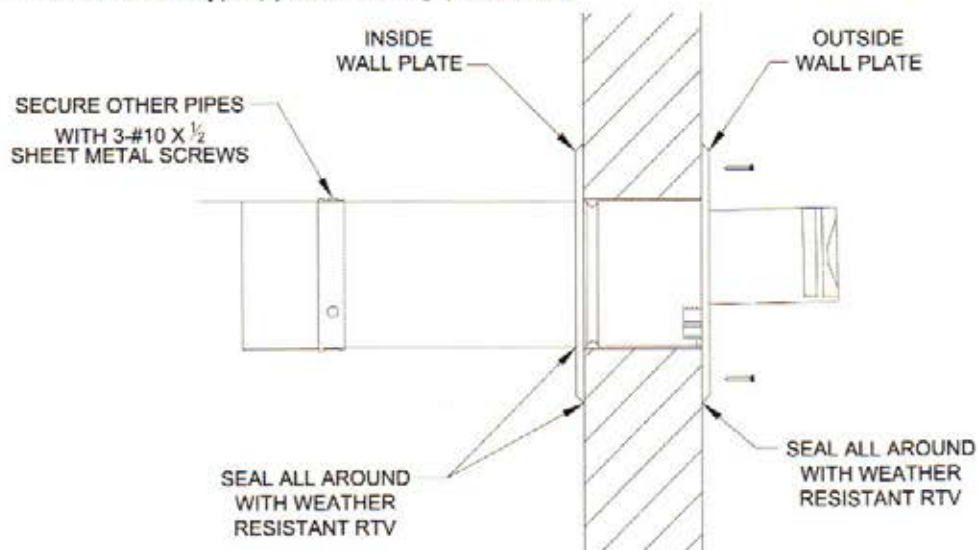 INSIDE
WALL PLATE
OUTSIDE
WALL PLATE
SECURE OTHER PIPES
WITH 3-#10 X ½
SHEET METAL SCREWS
SEAL ALL AROUND
WITH WEATHER
RESISTANT RTV
SEAL ALL AROUND
WITH WEATHER
RESISTANT RTV